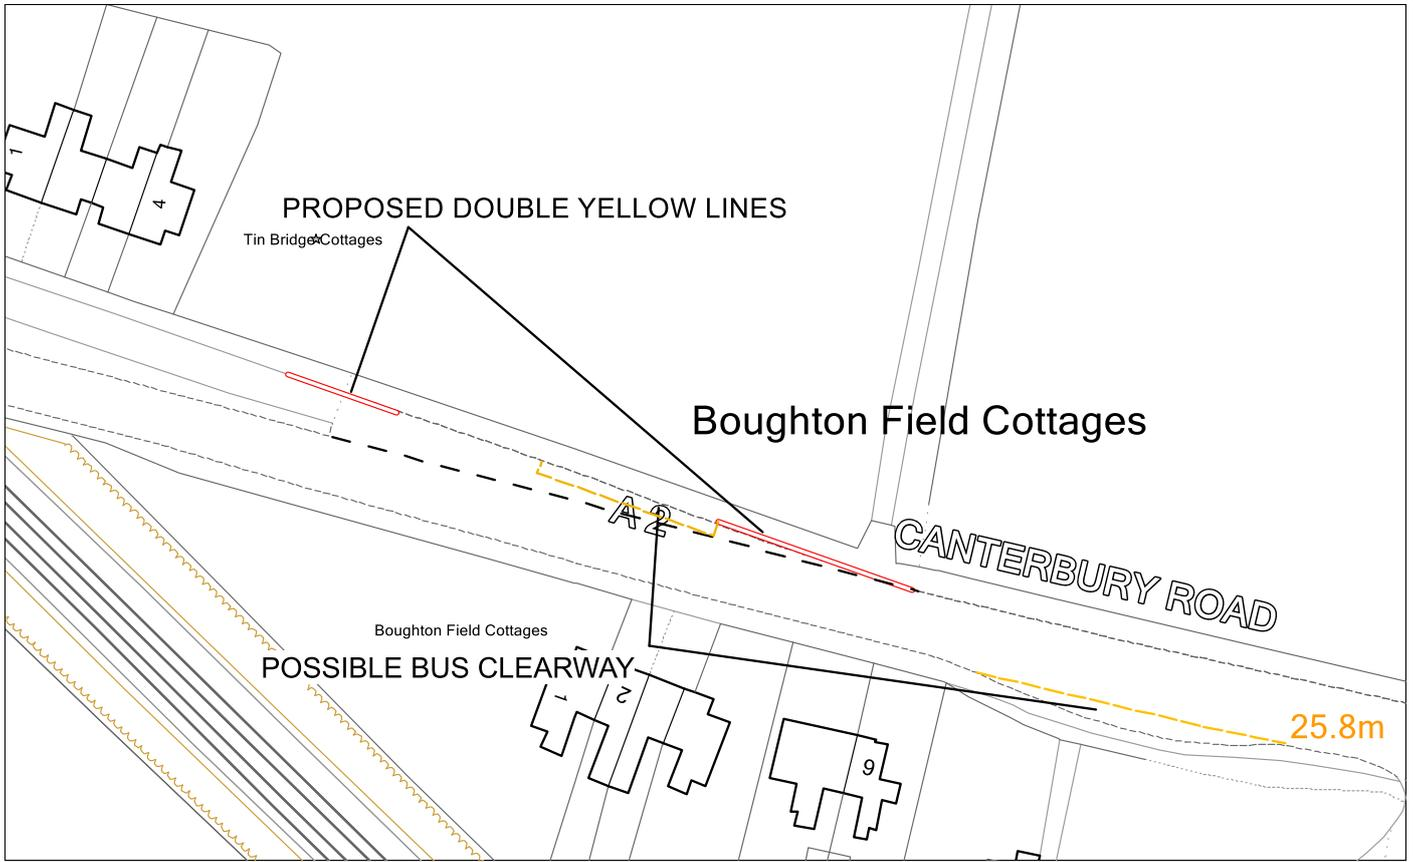 1
4
PROPOSED DOUBLE YELLOW LINES
Tin Bridge Cottages
Boughton Field Cottages
A 2
CANTERBURY ROAD
Boughton Field Cottages
POSSIBLE BUS CLEARWAY
1
2
25.8m
6